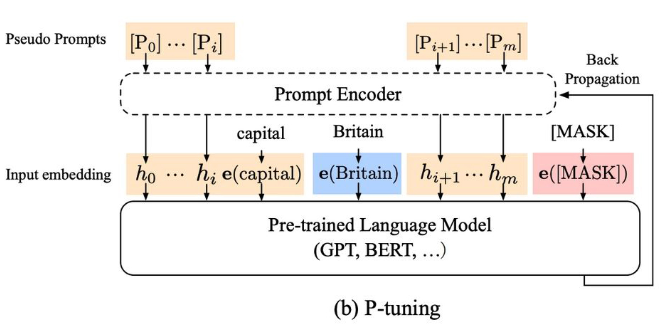 Pseudo Prompts [P₀] ⋯ [Pᵢ] [Pᵢ₊₁]⋯[Pₘ]
Back
Propagation
Prompt Encoder
capital Britain [MASK]
Input embedding h₀ ⋯ hᵢ e(capital) e(Britain) hᵢ₊₁ ⋯ hₘ e([MASK])
Pre-trained Language Model
(GPT, BERT, …)
(b) P-tuning